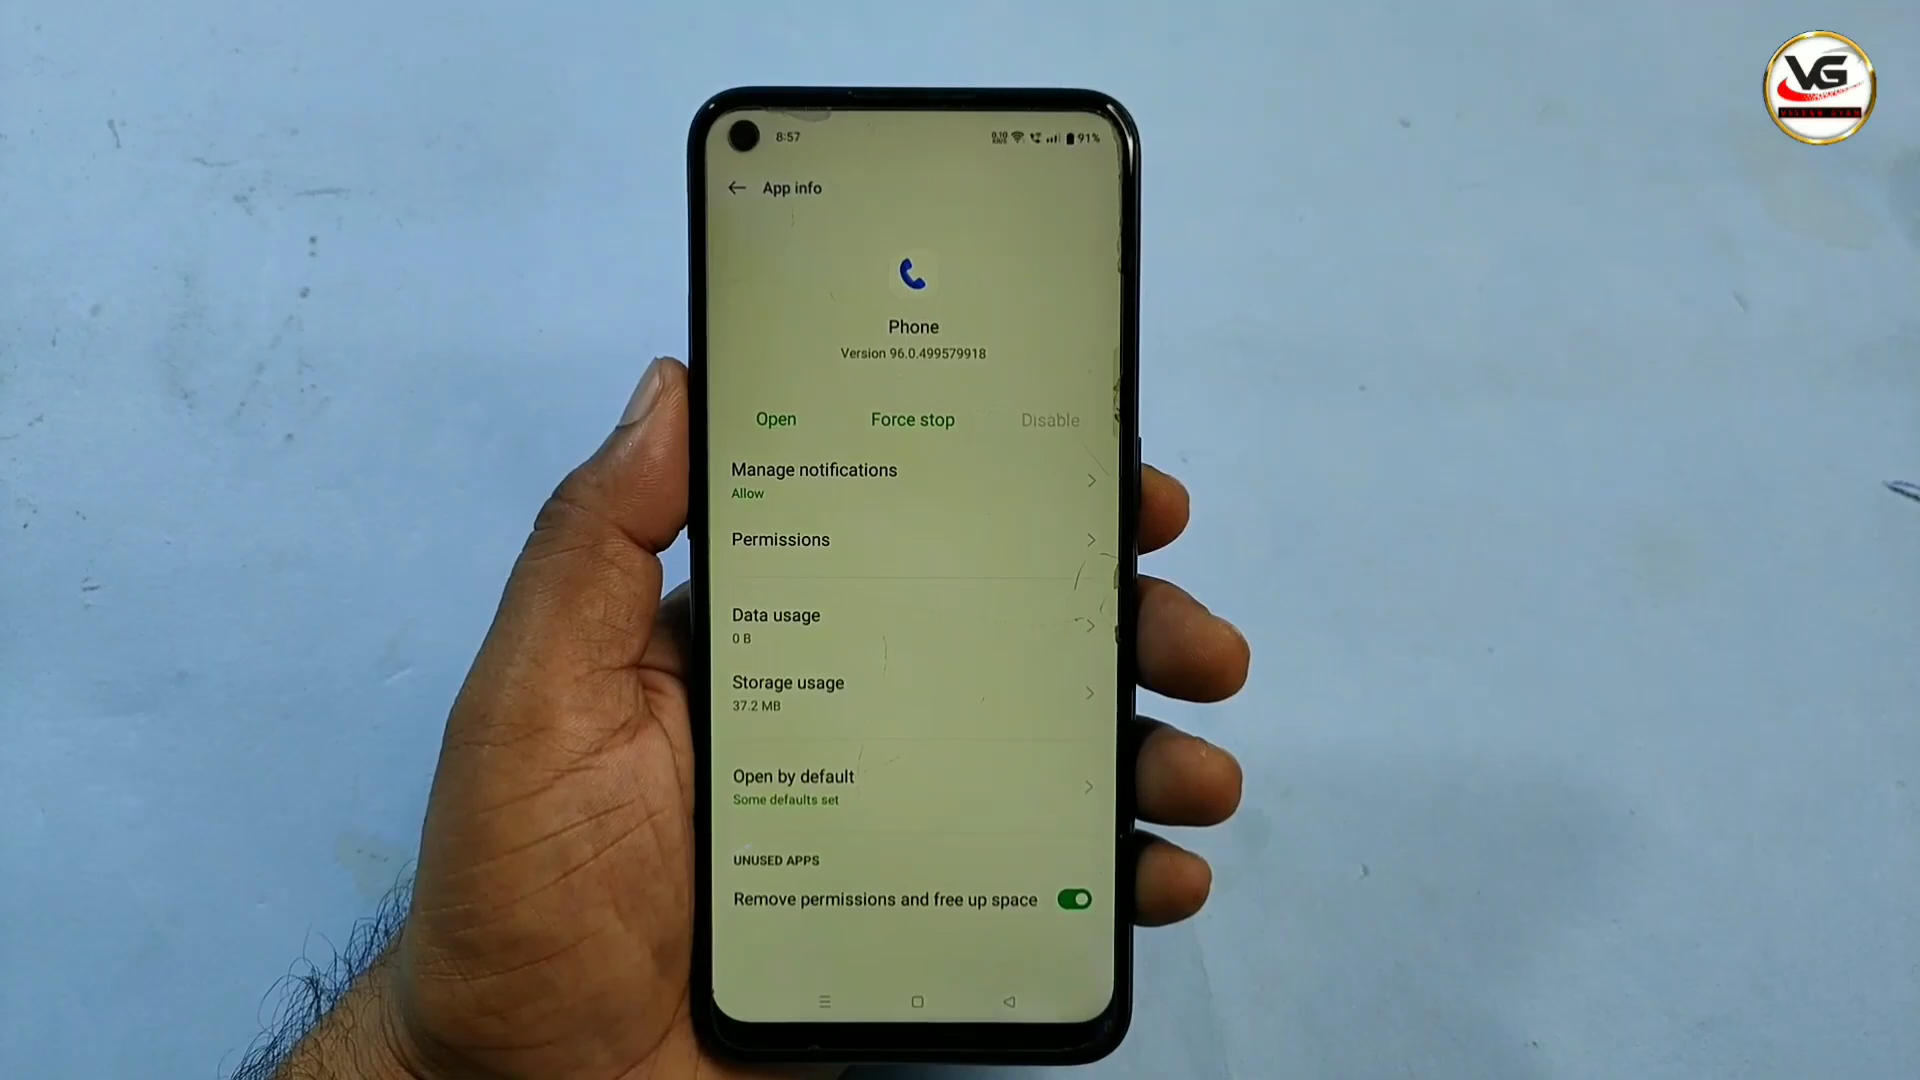 VG
8:57
91%
App info
Phone
Version 96.0.499579918
Open
Force stop
Disable
Manage notifications
Allow
Permissions
Data usage
0 B
Storage usage
37.2 MB
Open by default
Some defaults set
UNUSED APPS
Remove permissions and free up space